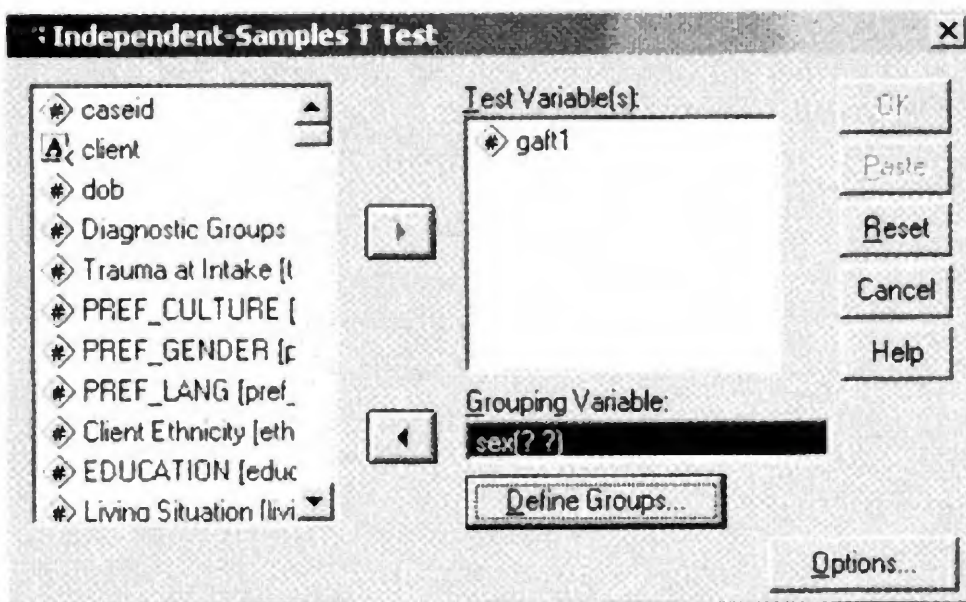 Independent-Samples T Test
# caseid
A client
# dob
# Diagnostic Groups
# Trauma at Intake [t
# PREF_CULTURE [
# PREF_GENDER [p
# PREF_LANG [pref_
# Client Ethnicity [eth
# EDUCATION [educ
# Living Situation [livi
Test Variable(s):
# gaft1
Grouping Variable:
sex(? ?)
Define Groups...
OK
Paste
Reset
Cancel
Help
Options...